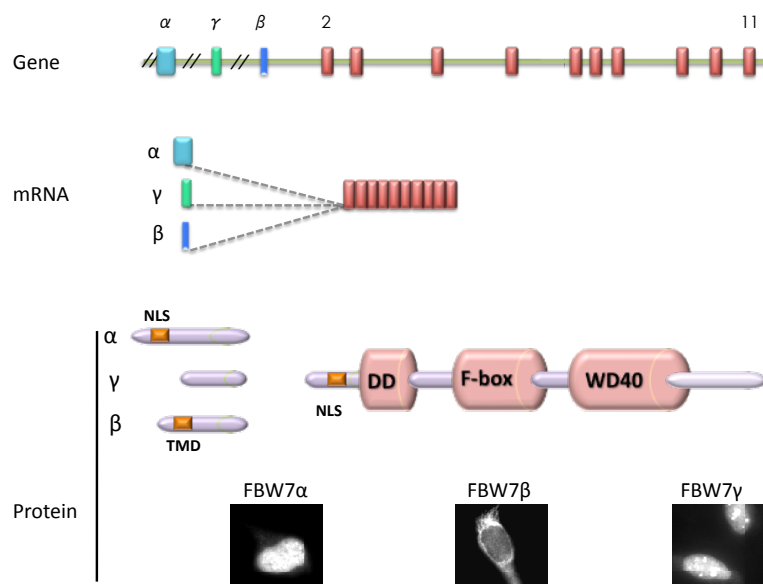 α γ β 2 11
Gene
α
mRNA γ
β
NLS
α
γ DD F-box WD40
NLS
β
TMD
FBW7α FBW7β FBW7γ
Protein